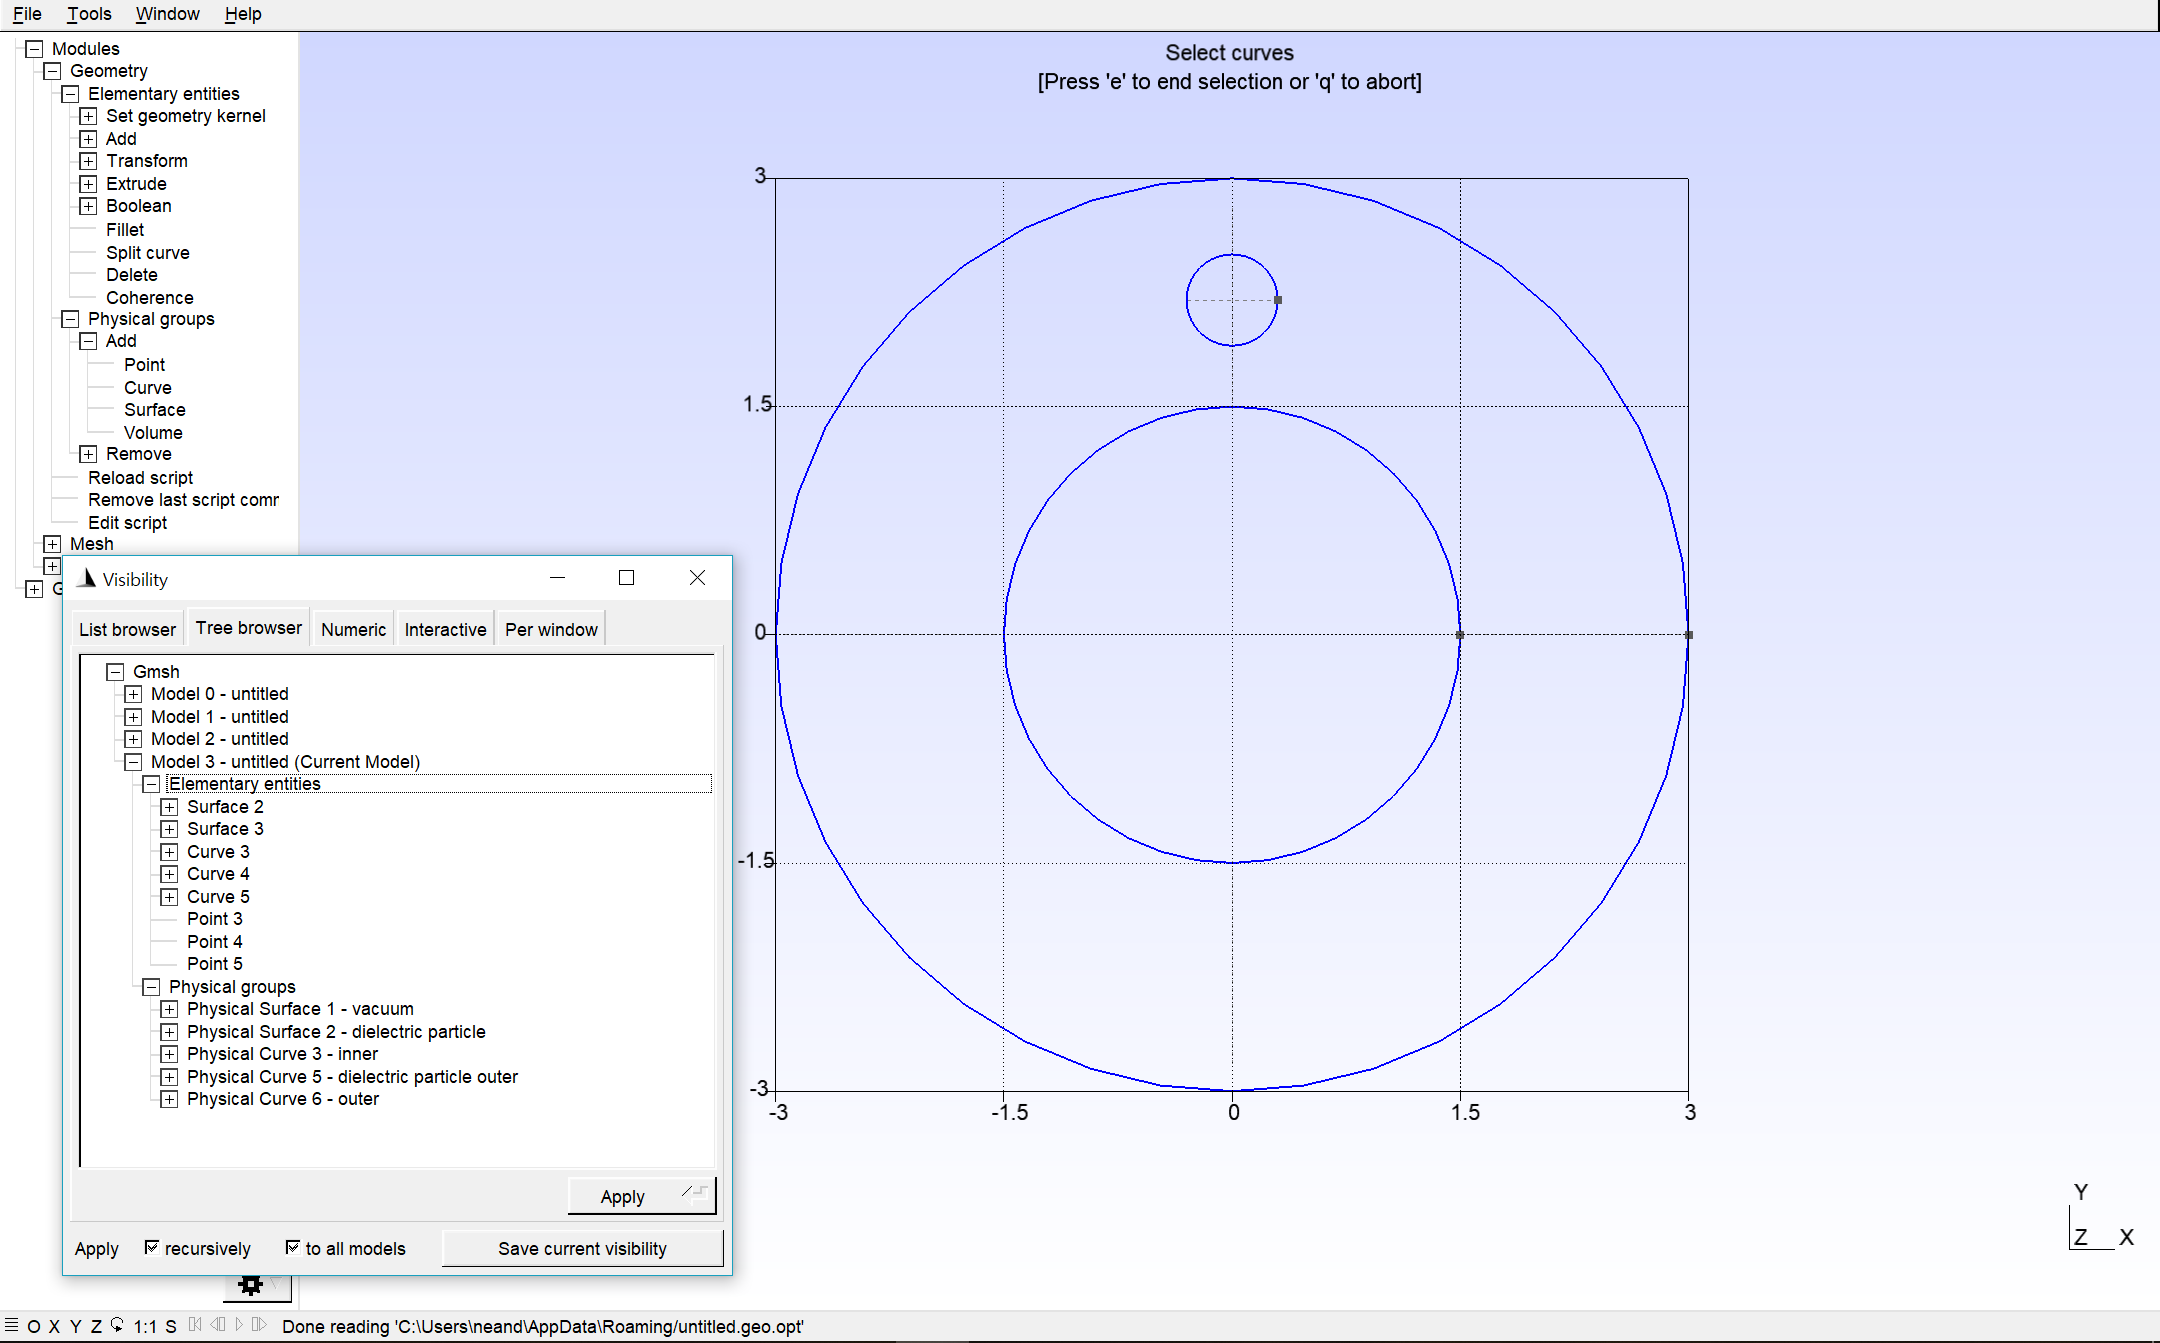 File Tools Window Help
Modules
Geometry
Elementary entities
Set geometry kernel
Add
Transform
Extrude
Boolean
Fillet
Split curve
Delete
Coherence
Physical groups
Add
Point
Curve
Surface
Volume
Remove
Reload script
Remove last script comr
Edit script
Mesh
Select curves
[Press 'e' to end selection or 'q' to abort]
3
1.5
0
-1.5
-3
-3 -1.5 0 1.5 3
Y
Z X
Visibility
List browser Tree browser Numeric Interactive Per window
Gmsh
Model 0 - untitled
Model 1 - untitled
Model 2 - untitled
Model 3 - untitled (Current Model)
Elementary entities
Surface 2
Surface 3
Curve 3
Curve 4
Curve 5
Point 3
Point 4
Point 5
Physical groups
Physical Surface 1 - vacuum
Physical Surface 2 - dielectric particle
Physical Curve 3 - inner
Physical Curve 5 - dielectric particle outer
Physical Curve 6 - outer
Apply
Apply recursively to all models Save current visibility
O X Y Z 1:1 S Done reading 'C:\Users\neand\AppData\Roaming/untitled.geo.opt'